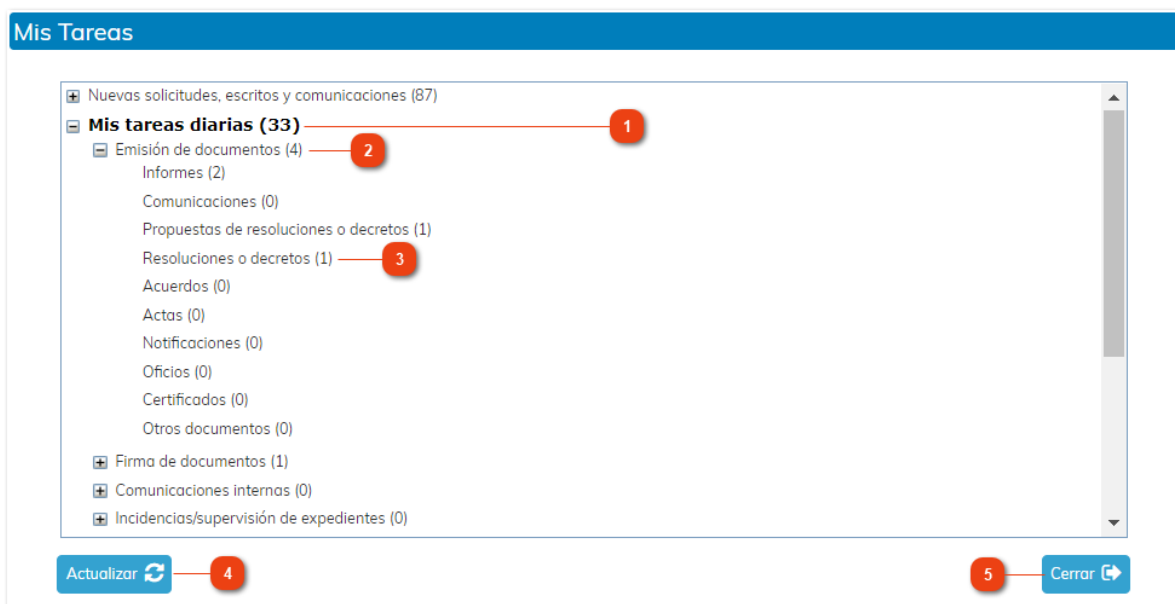 Mis Tareas
Nuevas solicitudes, escritos y comunicaciones (87)
Mis tareas diarias (33) 1
Emisión de documentos (4) 2
Informes (2)
Comunicaciones (0)
Propuestas de resoluciones o decretos (1)
Resoluciones o decretos (1) 3
Acuerdos (0)
Actas (0)
Notificaciones (0)
Oficios (0)
Certificados (0)
Otros documentos (0)
Firma de documentos (1)
Comunicaciones internas (0)
Incidencias/supervisión de expedientes (0)
Actualizar 4 5 Cerrar